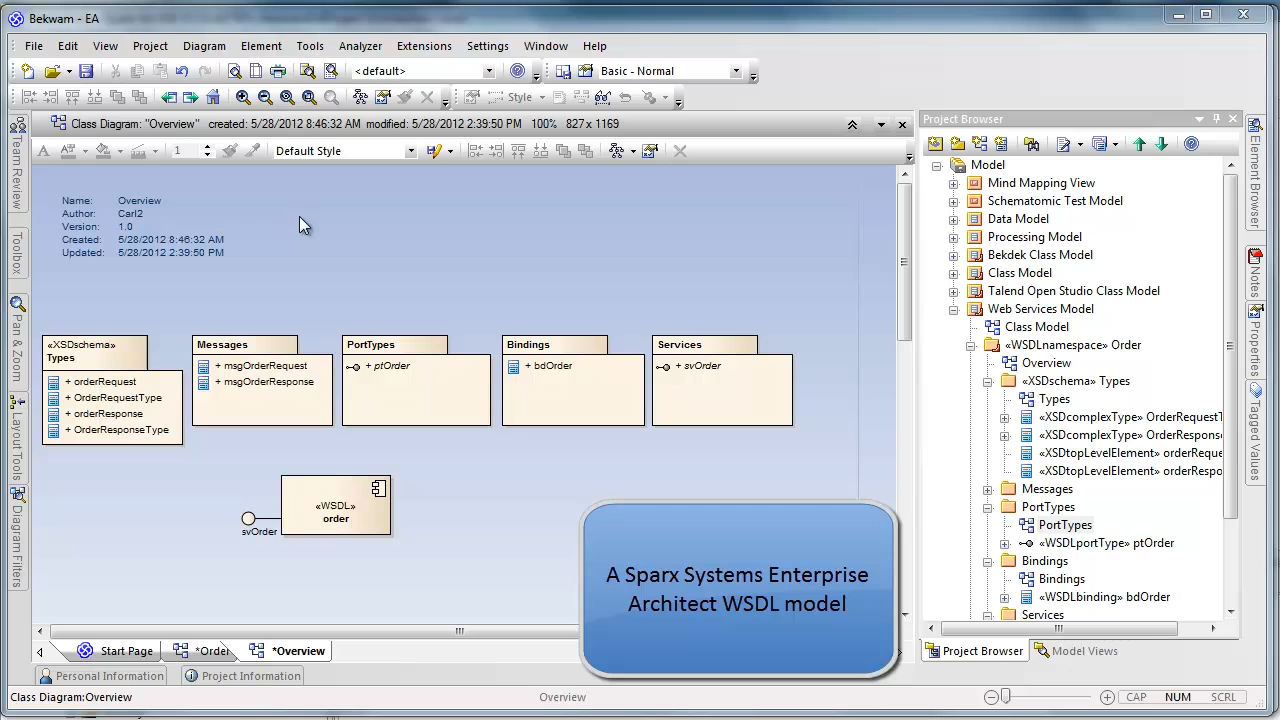 Bekwam - EA
File Edit View Project Diagram Element Tools Analyzer Extensions Settings Window Help
<default> Basic - Normal
Style
Class Diagram: "Overview" created: 5/28/2012 8:46:32 AM modified: 5/28/2012 2:39:50 PM 100% 827 x 1169
A 1 Default Style
Name: Overview
Author: Carl2
Version: 1.0
Created: 5/28/2012 8:46:32 AM
Updated: 5/28/2012 2:39:50 PM
«XSDschema»
Types
+ orderRequest
+ OrderRequestType
+ orderResponse
+ OrderResponseType
Messages
+ msgOrderRequest
+ msgOrderResponse
PortTypes
+ ptOrder
Bindings
+ bdOrder
Services
+ svOrder
«WSDL»
order
svOrder
A Sparx Systems Enterprise
Architect WSDL model
Team Review
Toolbox
Pan & Zoom
Layout Tools
Diagram Filters
Project Browser
Model
Mind Mapping View
Schematomic Test Model
Data Model
Processing Model
Bekdek Class Model
Class Model
Talend Open Studio Class Model
Web Services Model
Class Model
«WSDLnamespace» Order
Overview
«XSDschema» Types
Types
«XSDcomplexType» OrderRequestT
«XSDcomplexType» OrderRespons
«XSDtopLevelElement» orderReque
«XSDtopLevelElement» orderRespo
Messages
PortTypes
PortTypes
«WSDLportType» ptOrder
Bindings
Bindings
«WSDLbinding» bdOrder
Services
Project Browser Model Views
Element Browser
Notes
Properties
Tagged Values
Start Page *Order *Overview
Personal Information Project Information
Class Diagram:Overview Overview CAP NUM SCRL